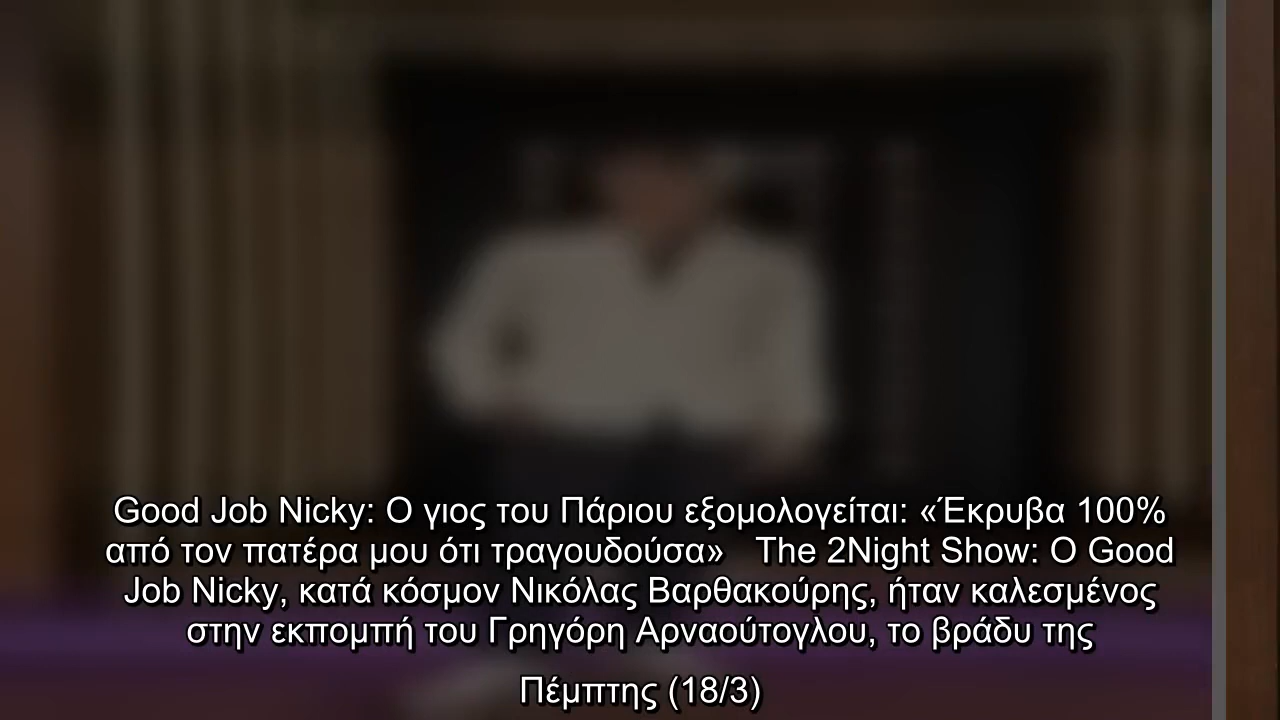 Good Job Nicky: Ο γιος του Πάριου εξομολογείται: «Έκρυβα 100%
από τον πατέρα μου ότι τραγουδούσα»   The 2Night Show: Ο Good
Job Nicky, κατά κόσμον Νικόλας Βαρθακούρης, ήταν καλεσμένος
στην εκπομπή του Γρηγόρη Αρναούτογλου, το βράδυ της
Πέμπτης (18/3)